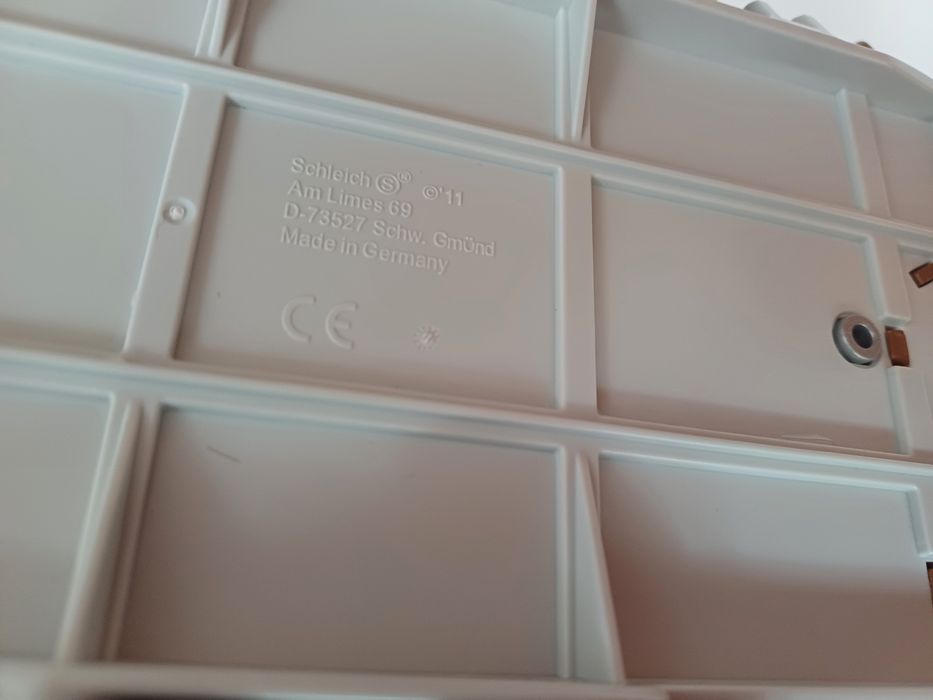 Schleich Ⓢ® ©'11
Am Limes 69
D-73527 Schw. Gmünd
Made in Germany
CE